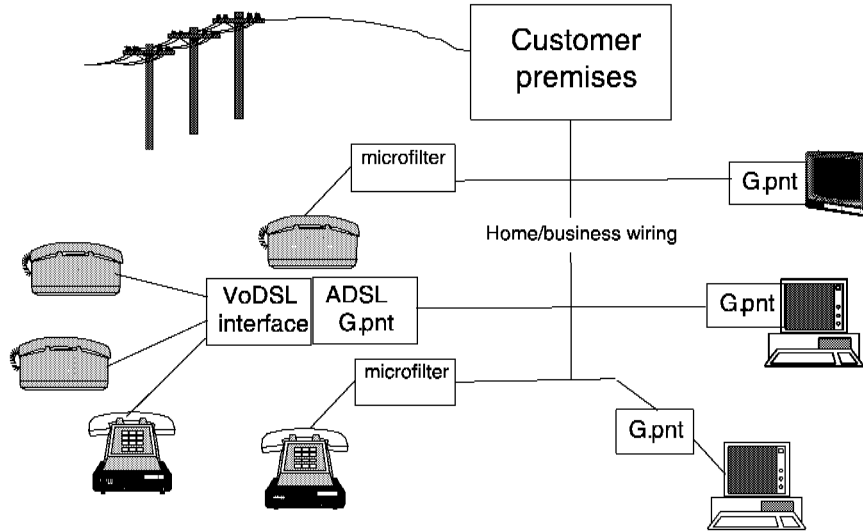 Customer
premises
microfilter
G.pnt
Home/business wiring
VoDSL
interface
ADSL
G.pnt
G.pnt
microfilter
G.pnt